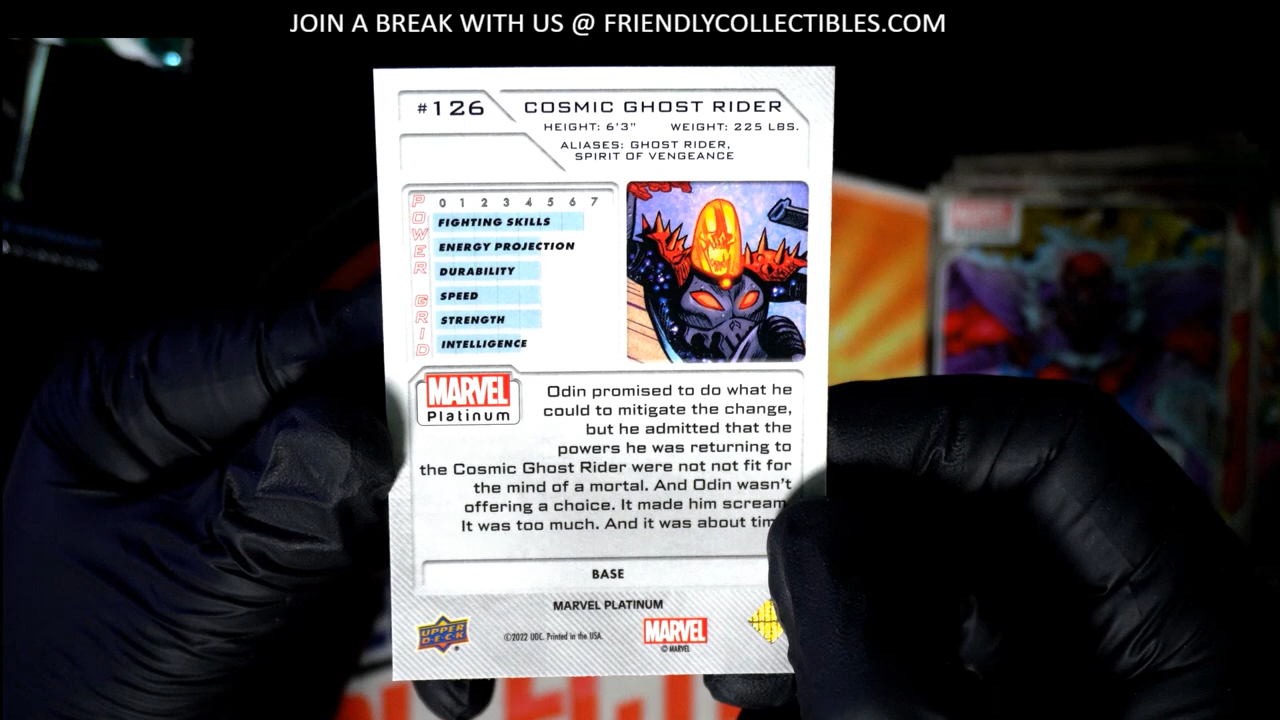 JOIN A BREAK WITH US @ FRIENDLYCOLLECTIBLES.COM
#126
COSMIC GHOST RIDER
HEIGHT: 6'3" WEIGHT: 225 LBS.
ALIASES: GHOST RIDER,
SPIRIT OF VENGEANCE
POWER GRID
0 1 2 3 4 5 6 7
FIGHTING SKILLS
ENERGY PROJECTION
DURABILITY
SPEED
STRENGTH
INTELLIGENCE
MARVEL
Platinum
Odin promised to do what he
could to mitigate the change,
but he admitted that the
powers he was returning to
the Cosmic Ghost Rider were not not fit for
the mind of a mortal. And Odin wasn't
offering a choice. It made him scream.
It was too much. And it was about tim
BASE
MARVEL PLATINUM
UPPER
DECK
©2022 UDC. Printed in the USA.
MARVEL
© MARVEL